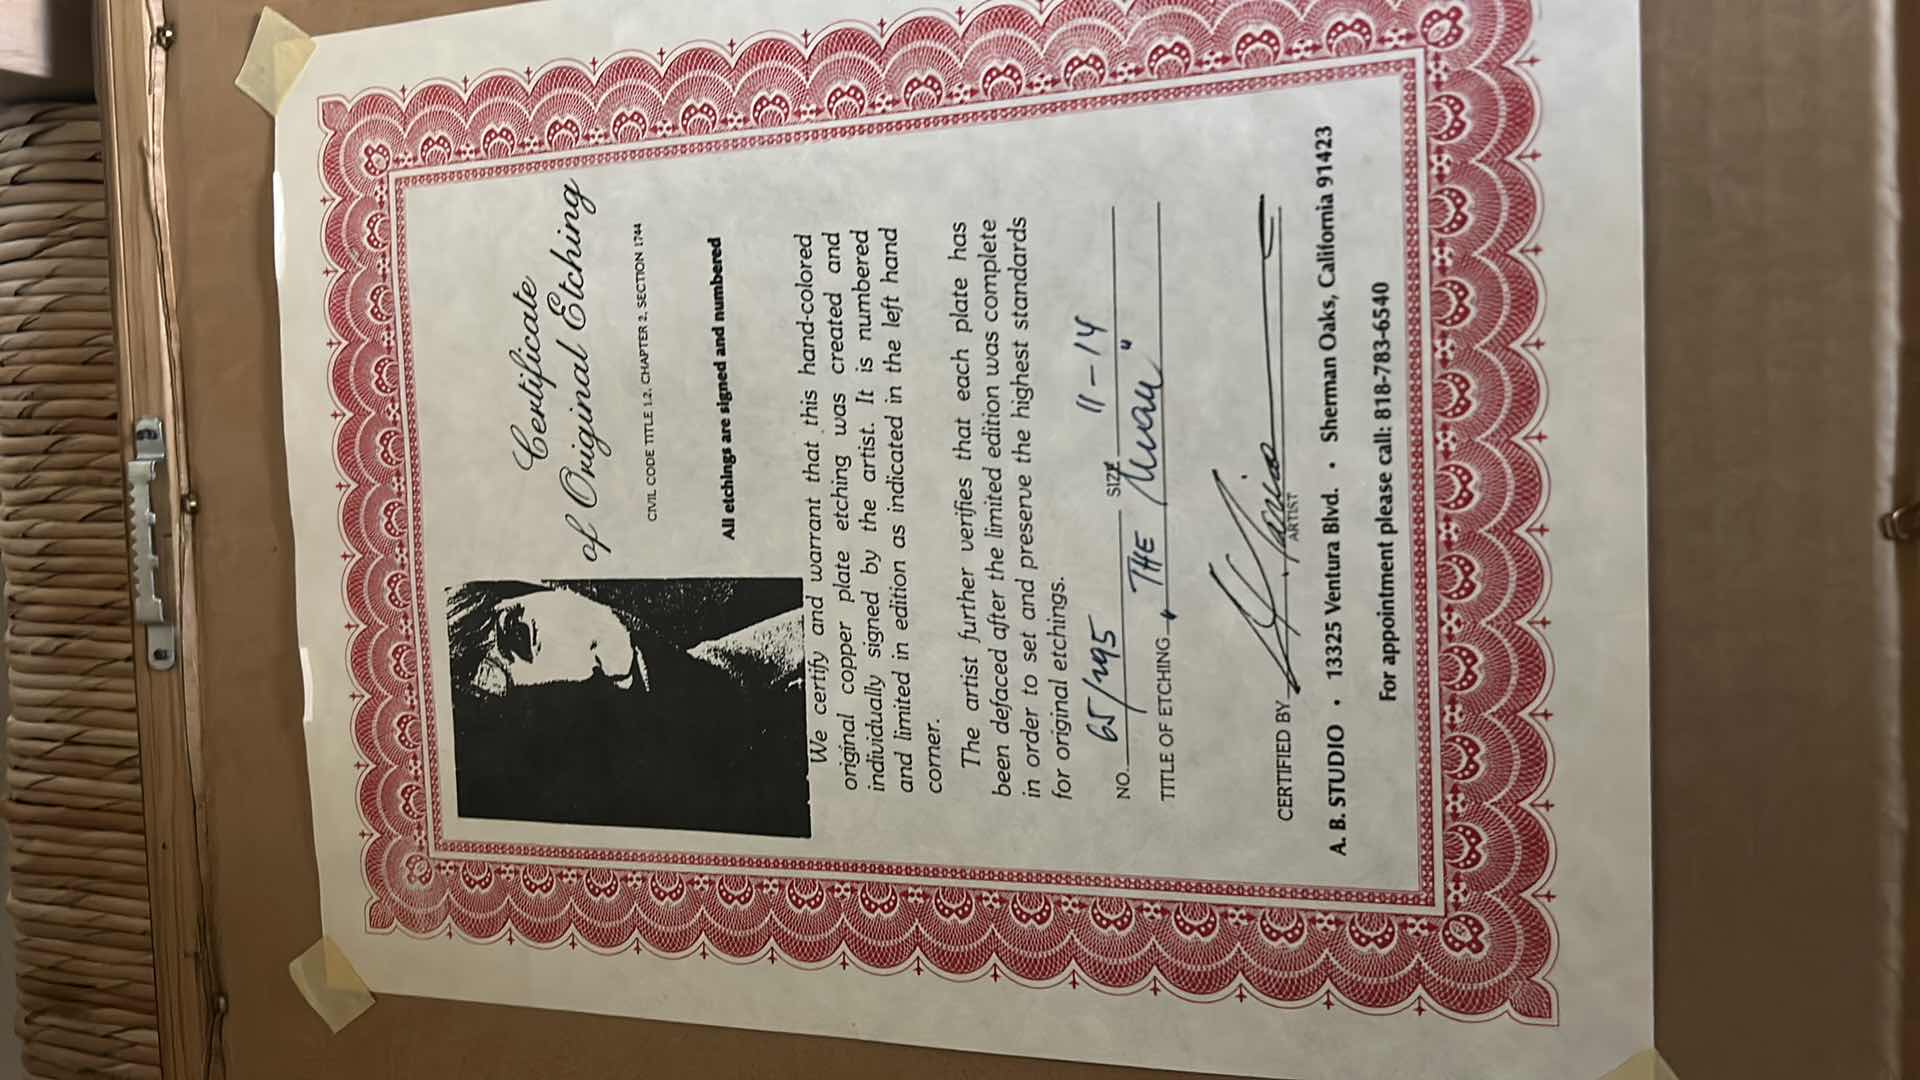 Certificate
of Original Etching
CIVIL CODE TITLE 1.2, CHAPTER 2, SECTION 1744
All etchings are signed and numbered
We certify and warrant that this hand-colored
original copper plate etching was created and
individually signed by the artist. It is numbered
and limited in edition as indicated in the left hand
corner.
The artist further verifies that each plate has
been defaced after the limited edition was complete
in order to set and preserve the highest standards
for original etchings.
NO. 65/495 SIZE 11-14
TITLE OF ETCHING "THE
CERTIFIED BY
ARTIST
A. B. STUDIO • 13325 Ventura Blvd. • Sherman Oaks, California 91423
For appointment please call: 818-783-6540